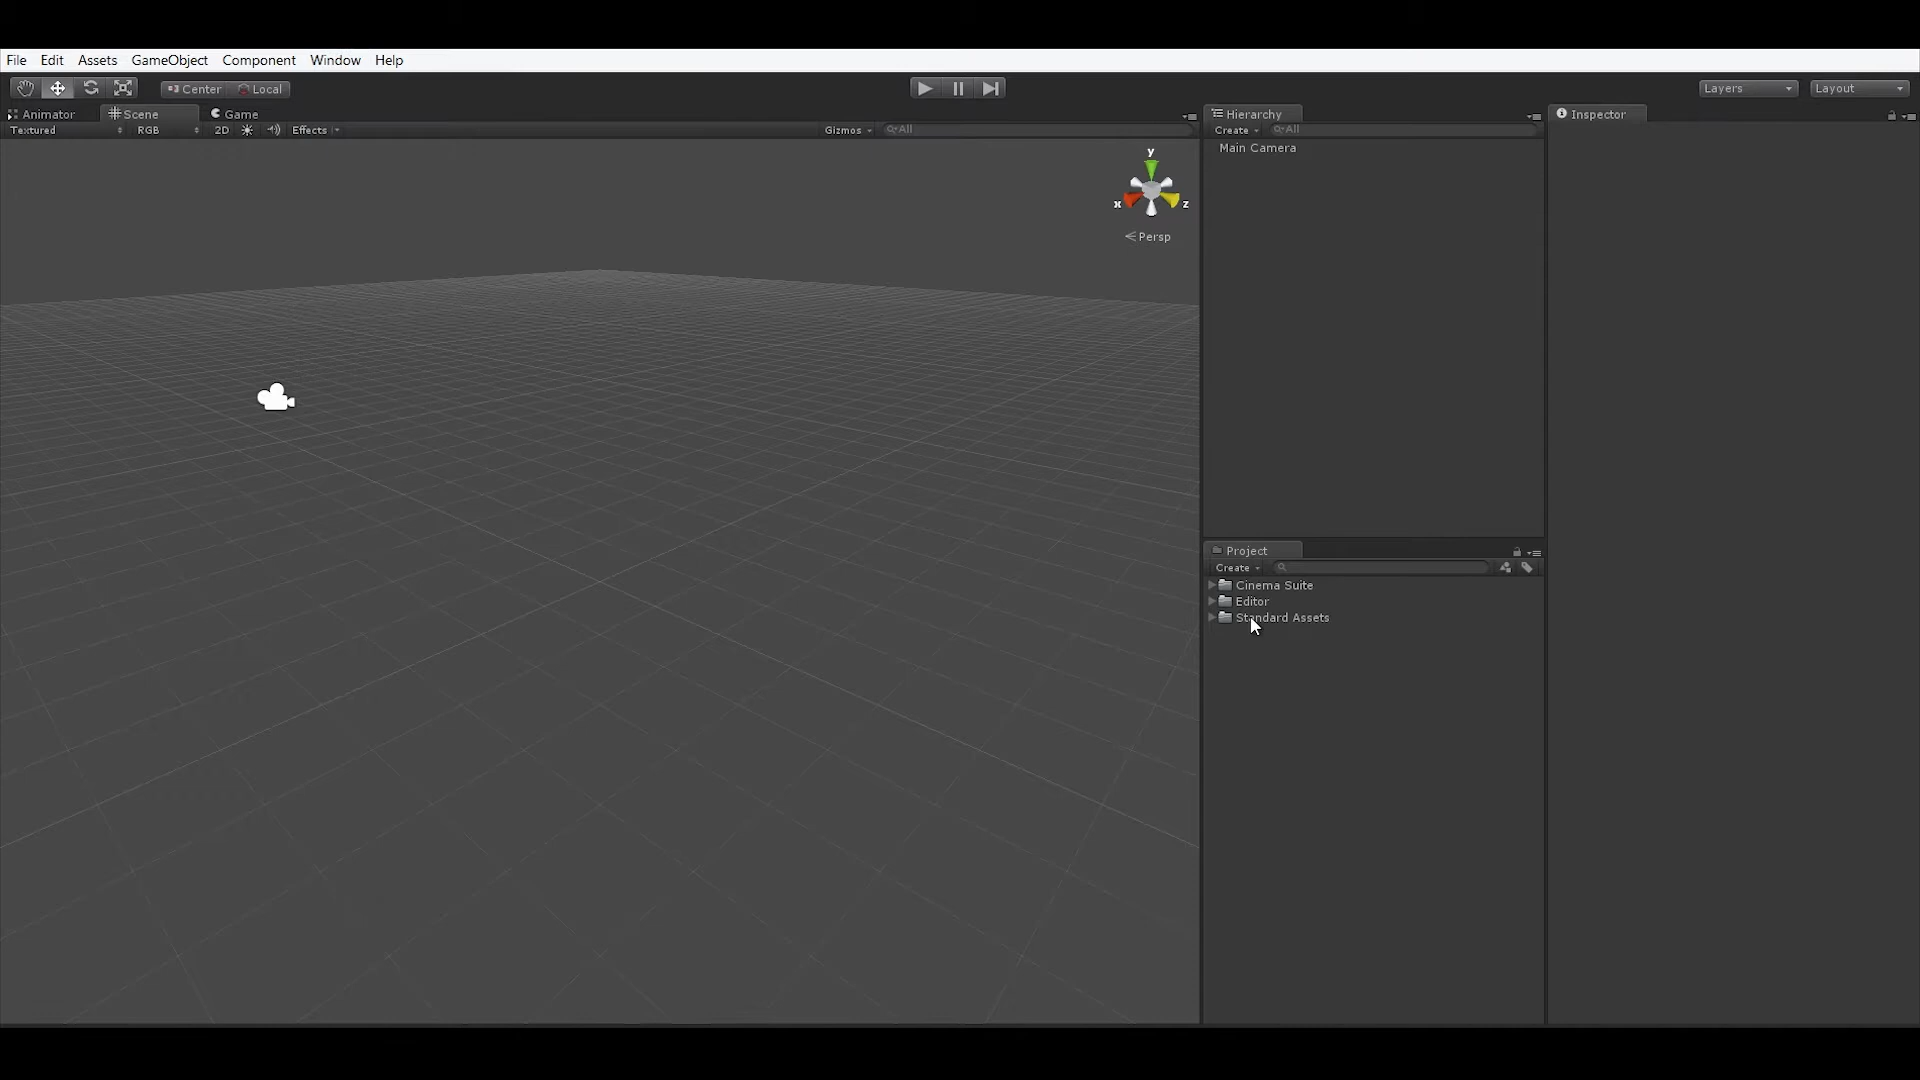 File Edit Assets GameObject Component Window Help
Center Local
Layers Layout
Animator Scene Game
Textured RGB 2D Effects Gizmos All
y
x z
Persp
Hierarchy
Create All
Main Camera
Project
Create
Cinema Suite
Editor
Standard Assets
Inspector